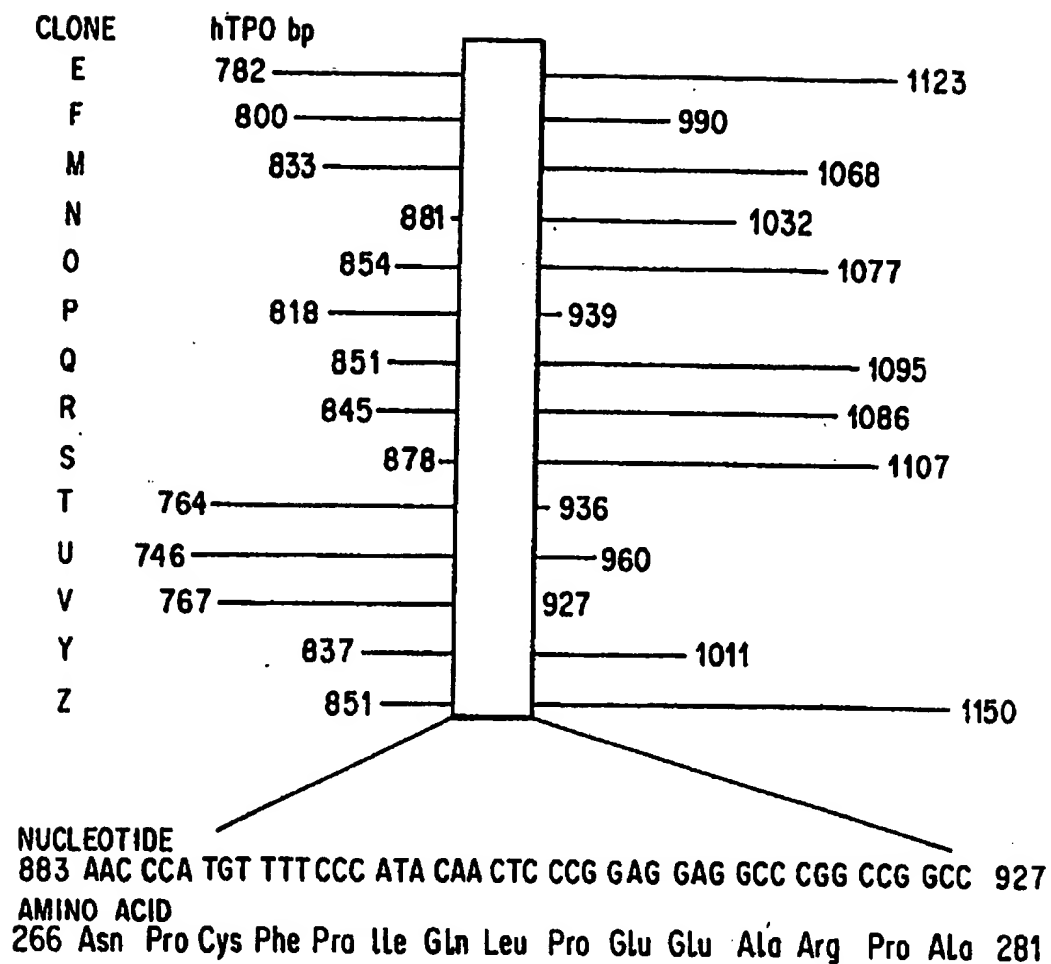 CLONE hTPO bp
E 782 1123
F 800 990
M 833 1068
N 881 1032
O 854 1077
P 818 939
Q 851 1095
R 845 1086
S 878 1107
T 764 936
U 746 960
V 767 927
Y 837 1011
Z 851 1150
NUCLEOTIDE
883 AAC CCA TGT TTT CCC ATA CAA CTC CCG GAG GAG GCC CGG CCG GCC 927
AMINO ACID
266 Asn Pro Cys Phe Pro Ile Gln Leu Pro Glu Glu Ala Arg Pro Ala 281